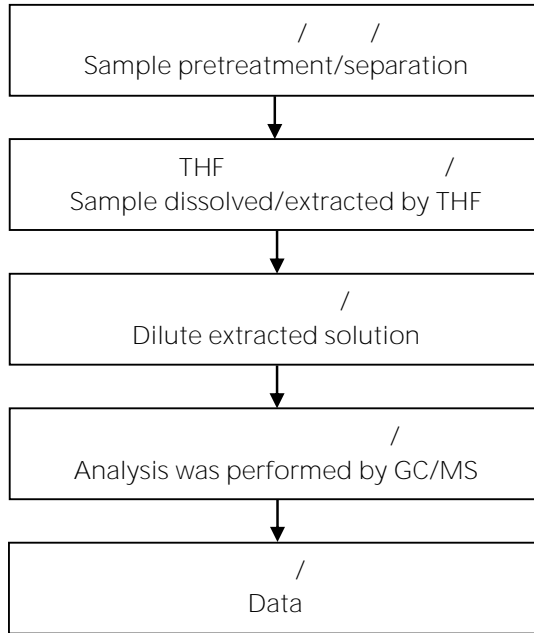 / /
Sample pretreatment/separation
THF /
Sample dissolved/extracted by THF
/
Dilute extracted solution
/
Analysis was performed by GC/MS
/
Data